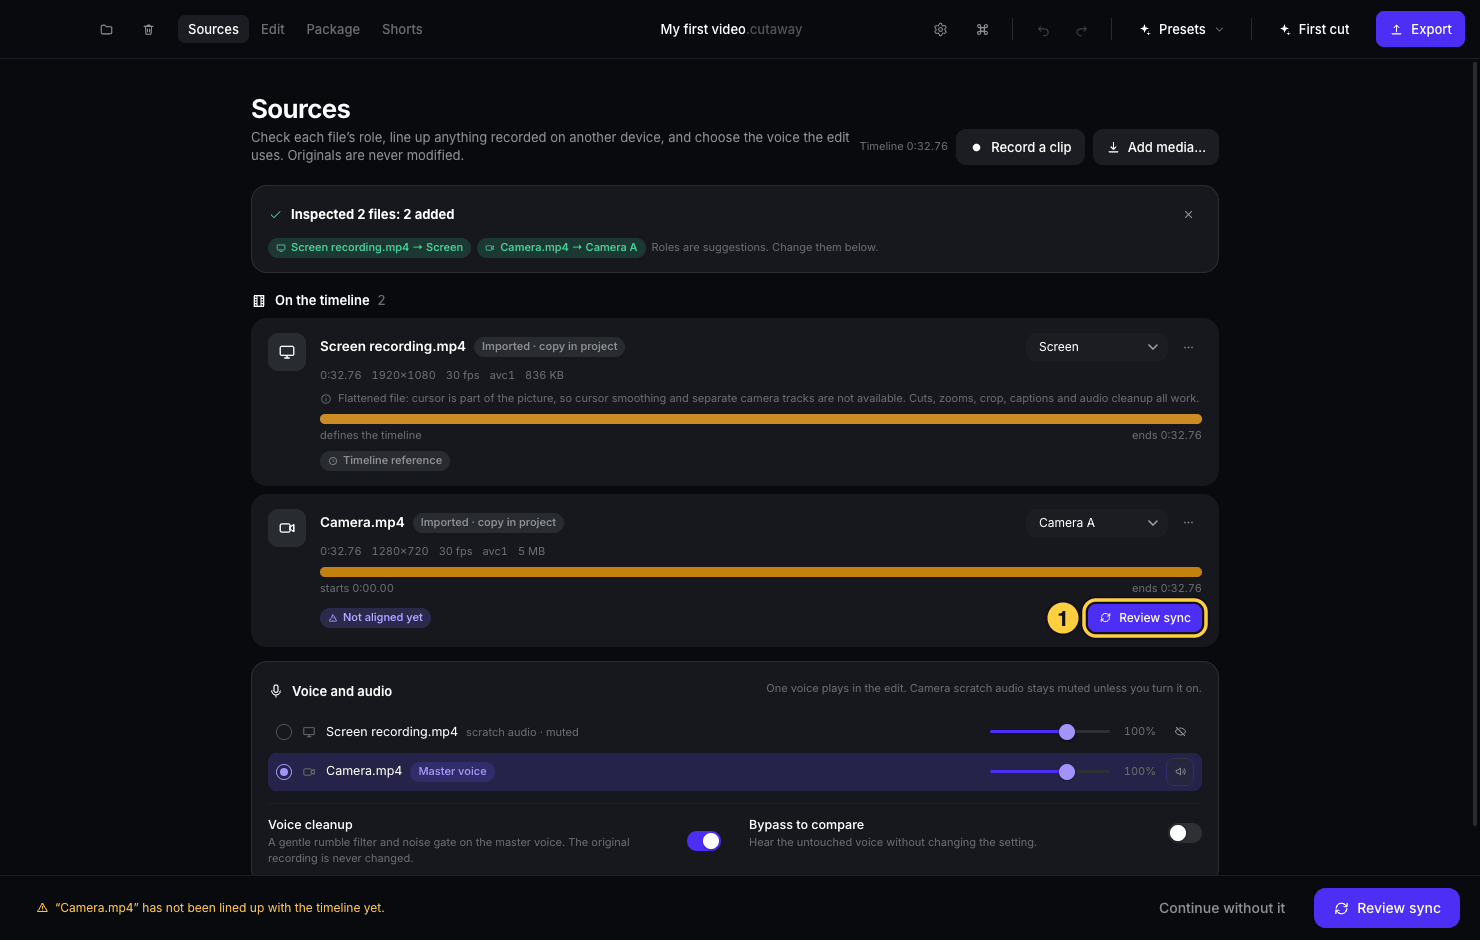 Sources Edit Package Shorts My first video.cutaway Presets First cut Export
Sources
Check each file’s role, line up anything recorded on another device, and choose the voice the edit
uses. Originals are never modified.
Timeline 0:32.76 Record a clip Add media...
Inspected 2 files: 2 added
Screen recording.mp4 → Screen Camera.mp4 → Camera A Roles are suggestions. Change them below.
On the timeline 2
Screen recording.mp4 Imported · copy in project Screen
0:32.76 1920×1080 30 fps avc1 836 KB
Flattened file: cursor is part of the picture, so cursor smoothing and separate camera tracks are not available. Cuts, zooms, crop, captions and audio cleanup all work.
defines the timeline ends 0:32.76
Timeline reference
Camera.mp4 Imported · copy in project Camera A
0:32.76 1280×720 30 fps avc1 5 MB
starts 0:00.00 ends 0:32.76
Not aligned yet 1 Review sync
Voice and audio One voice plays in the edit. Camera scratch audio stays muted unless you turn it on.
Screen recording.mp4 scratch audio · muted 100%
Camera.mp4 Master voice 100%
Voice cleanup
A gentle rumble filter and noise gate on the master voice. The original
recording is never changed.
Bypass to compare
Hear the untouched voice without changing the setting.
“Camera.mp4” has not been lined up with the timeline yet. Continue without it Review sync